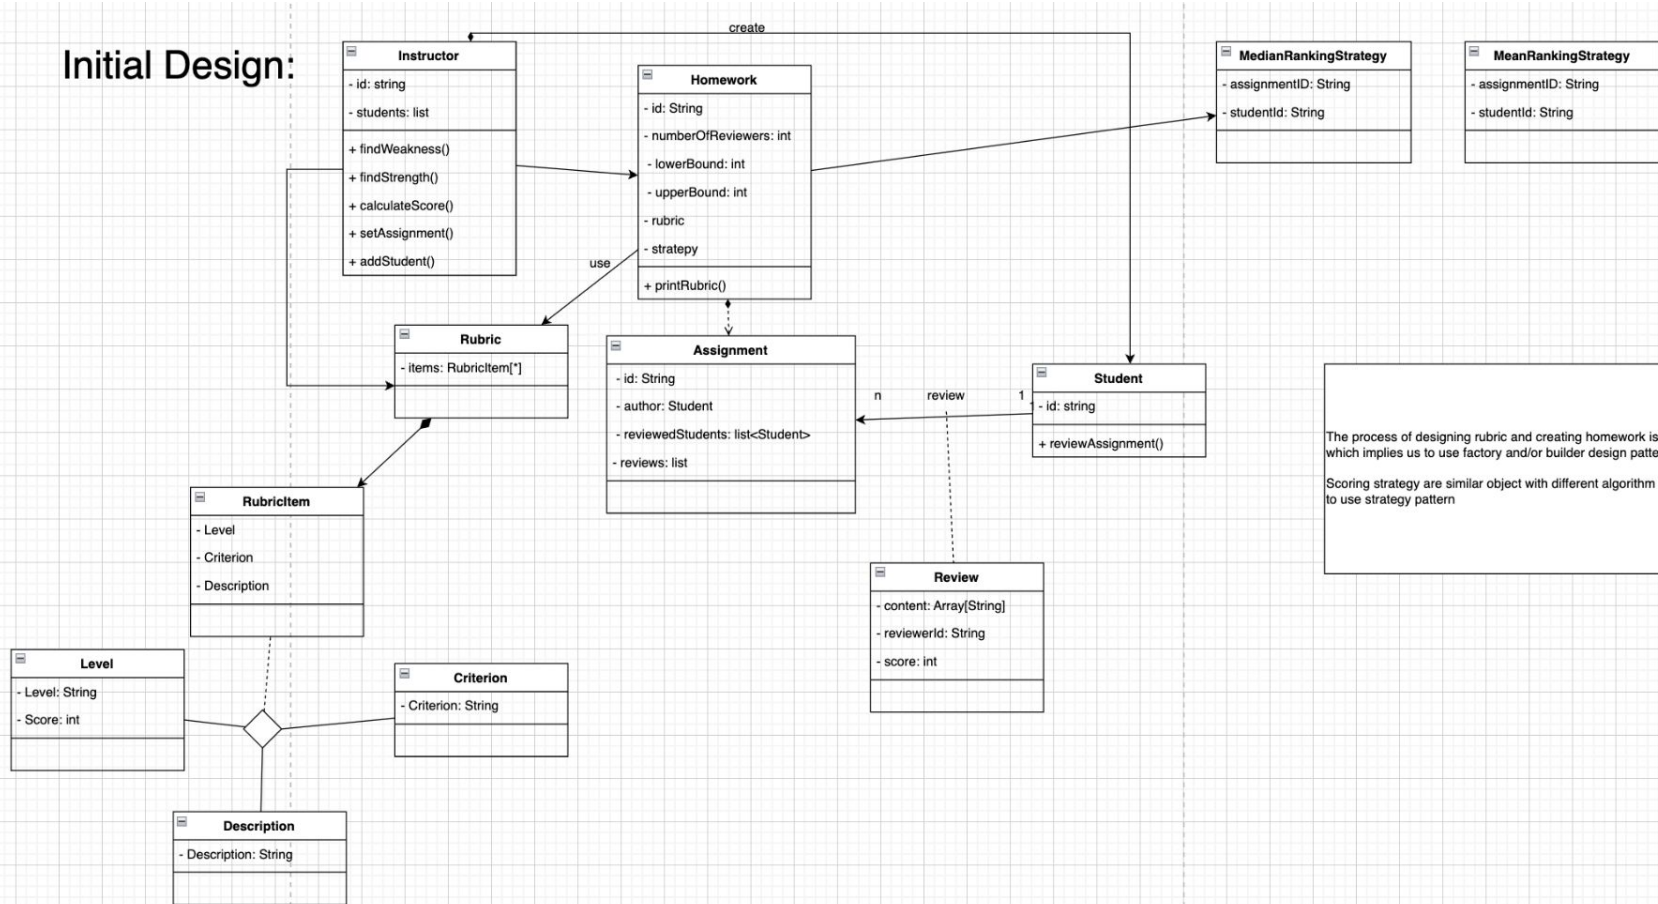 Initial Design:
create
Instructor
- id: string
- students: list
+ findWeakness()
+ findStrength()
+ calculateScore()
+ setAssignment()
+ addStudent()
Homework
- id: String
- numberOfReviewers: int
- lowerBound: int
- upperBound: int
- rubric
- stratepy
+ printRubric()
MedianRankingStrategy
- assignmentID: String
- studentId: String
MeanRankingStrategy
- assignmentID: String
- studentId: String
use
Rubric
- items: RubricItem[*]
Assignment
- id: String
- author: Student
- reviewedStudents: list<Student>
- reviews: list
n
review
1
1
Student
- id: string
+ reviewAssignment()
The process of designing rubric and creating homework is
which implies us to use factory and/or builder design patte
Scoring strategy are similar object with different algorithm
to use strategy pattern
RubricItem
- Level
- Criterion
- Description
Review
- content: Array[String]
- reviewerId: String
- score: int
Level
- Level: String
- Score: int
Criterion
- Criterion: String
Description
- Description: String